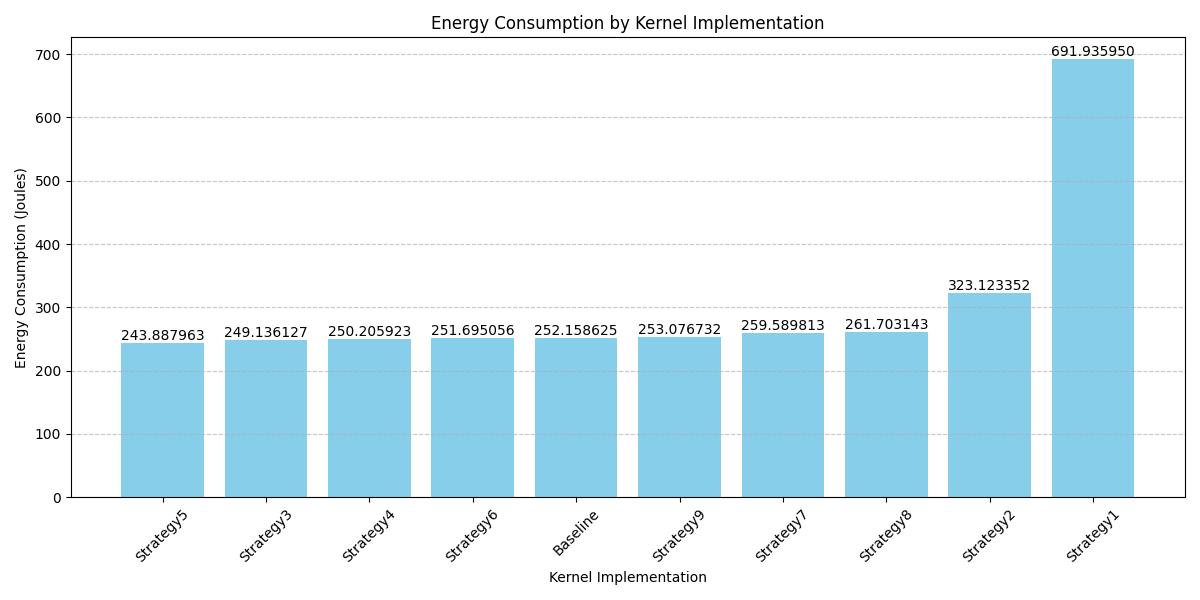 Energy Consumption by Kernel Implementation
Energy Consumption (Joules)
700
600
500
400
300
200
100
0
243.887963
249.136127
250.205923
251.695056
252.158625
253.076732
259.589813
261.703143
323.123352
691.935950
Strategy5
Strategy3
Strategy4
Strategy6
Baseline
Strategy9
Strategy7
Strategy8
Strategy2
Strategy1
Kernel Implementation